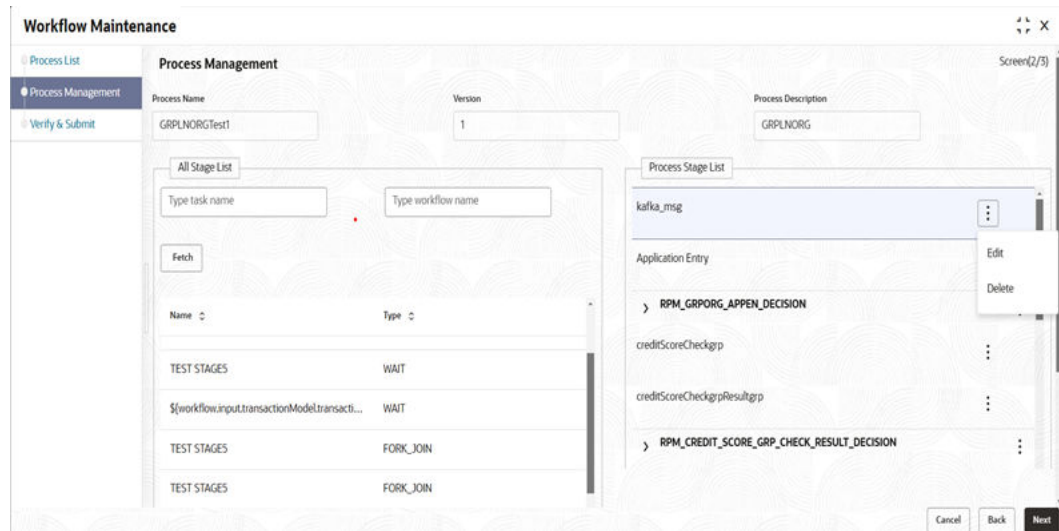 Workflow Maintenance
Process List
Process Management
Verify & Submit
Process Management
Screen(2/3)
Process Name
Version
Process Description
GRPLNORGTest1
1
GRPLNORG
All Stage List
Type task name
Type workflow name
Fetch
Name
Type
TEST STAGE5
WAIT
${workflow.input.transactionModel.transacti...
WAIT
TEST STAGE5
FORK_JOIN
TEST STAGE5
FORK_JOIN
Process Stage List
kafka_msg
Edit
Delete
Application Entry
RPM_GRPORG_APPEN_DECISION
creditScoreCheckgrp
creditScoreCheckgrpResultgrp
RPM_CREDIT_SCORE_GRP_CHECK_RESULT_DECISION
Cancel
Back
Next